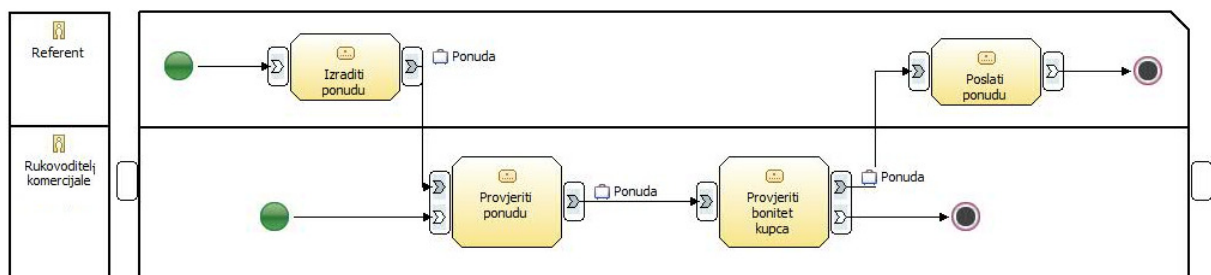 Referent
Izraditi
ponudu
Ponuda
Poslati
ponudu
Rukovoditelj
komercijale
Provjeriti
ponudu
Ponuda
Provjeriti
bonitet
kupca
Ponuda